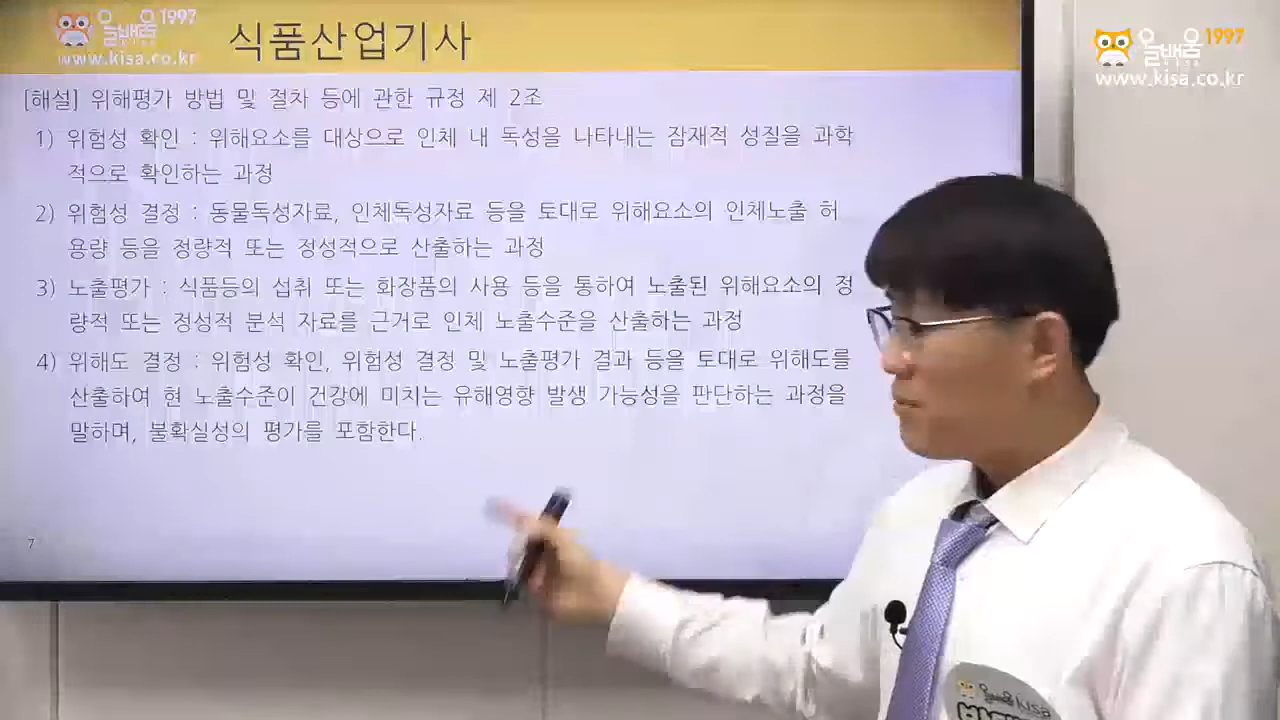 올배움 1997
KISA
www.kisa.co.kr
식품산업기사
올배움 1997
KISA
www.kisa.co.kr
[해설] 위해평가 방법 및 절차 등에 관한 규정 제 2조
1) 위험성 확인 : 위해요소를 대상으로 인체 내 독성을 나타내는 잠재적 성질을 과학
적으로 확인하는 과정
2) 위험성 결정 : 동물독성자료, 인체독성자료 등을 토대로 위해요소의 인체노출 허
용량 등을 정량적 또는 정성적으로 산출하는 과정
3) 노출평가 : 식품등의 섭취 또는 화장품의 사용 등을 통하여 노출된 위해요소의 정
량적 또는 정성적 분석 자료를 근거로 인체 노출수준을 산출하는 과정
4) 위해도 결정 : 위험성 확인, 위험성 결정 및 노출평가 결과 등을 토대로 위해도를
산출하여 현 노출수준이 건강에 미치는 유해영향 발생 가능성을 판단하는 과정을
말하며, 불확실성의 평가를 포함한다.
7
올배움 kisa